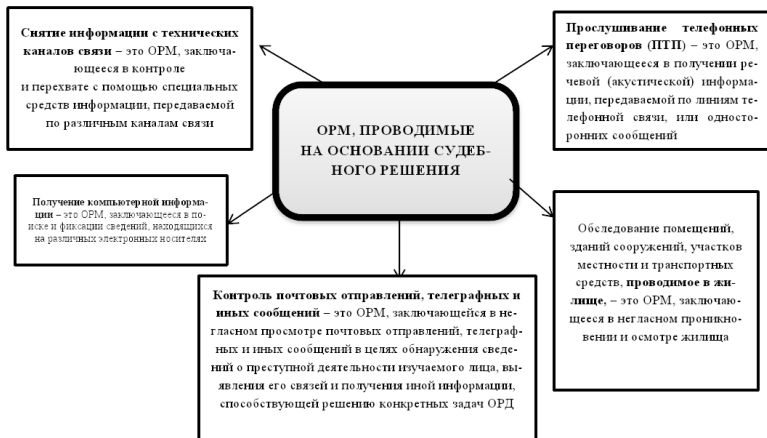 Снятие информации с технических
каналов связи – это ОРМ, заключа-
ющееся в контроле
и перехвате с помощью специальных
средств информации, передаваемой
по различным каналам связи
Прослушивание телефонных
переговоров (ПТП) – это ОРМ,
заключающееся в получении ре-
чевой (акустической) информа-
ции, передаваемой по линиям те-
лефонной связи, или односто-
ронних сообщений
ОРМ, ПРОВОДИМЫЕ
НА ОСНОВАНИИ СУДЕБ-
НОГО РЕШЕНИЯ
Получение компьютерной информа-
ции – это ОРМ, заключающееся в по-
иске и фиксации сведений, находящихся
на различных электронных носителях
Обследование помещений,
зданий сооружений, участков
местности и транспортных
средств, проводимое в жи-
лище, – это ОРМ, заключаю-
щееся в негласном проникно-
вении и осмотре жилища
Контроль почтовых отправлений, телеграфных и
иных сообщений – это ОРМ, заключающейся в не-
гласном просмотре почтовых отправлений, телеграф-
ных и иных сообщений в целях обнаружения сведе-
ний о преступной деятельности изучаемого лица, вы-
явления его связей и получения иной информации,
способствующей решению конкретных задач ОРД